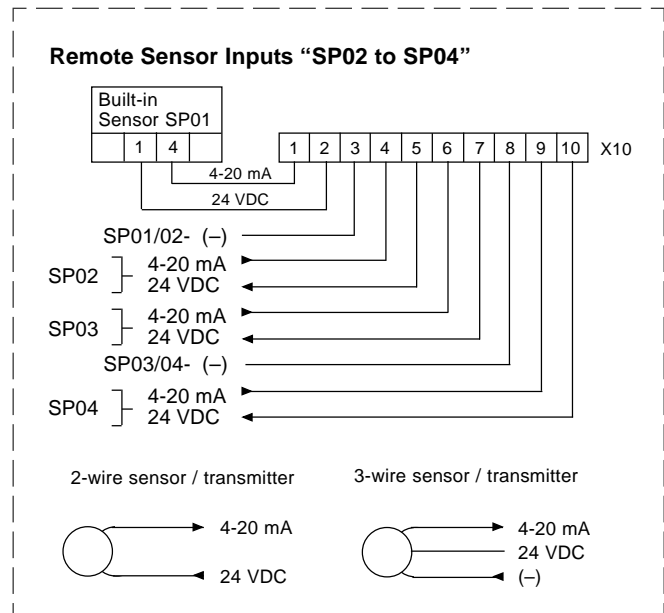 Remote Sensor Inputs “SP02 to SP04”
Built-in
Sensor SP01
1 4
1 2 3 4 5 6 7 8 9 10 X10
4-20 mA
24 VDC
SP01/02- (–)
SP02 4-20 mA
24 VDC
SP03 4-20 mA
24 VDC
SP03/04- (–)
SP04 4-20 mA
24 VDC
2-wire sensor / transmitter
4-20 mA
24 VDC
3-wire sensor / transmitter
4-20 mA
24 VDC
(–)